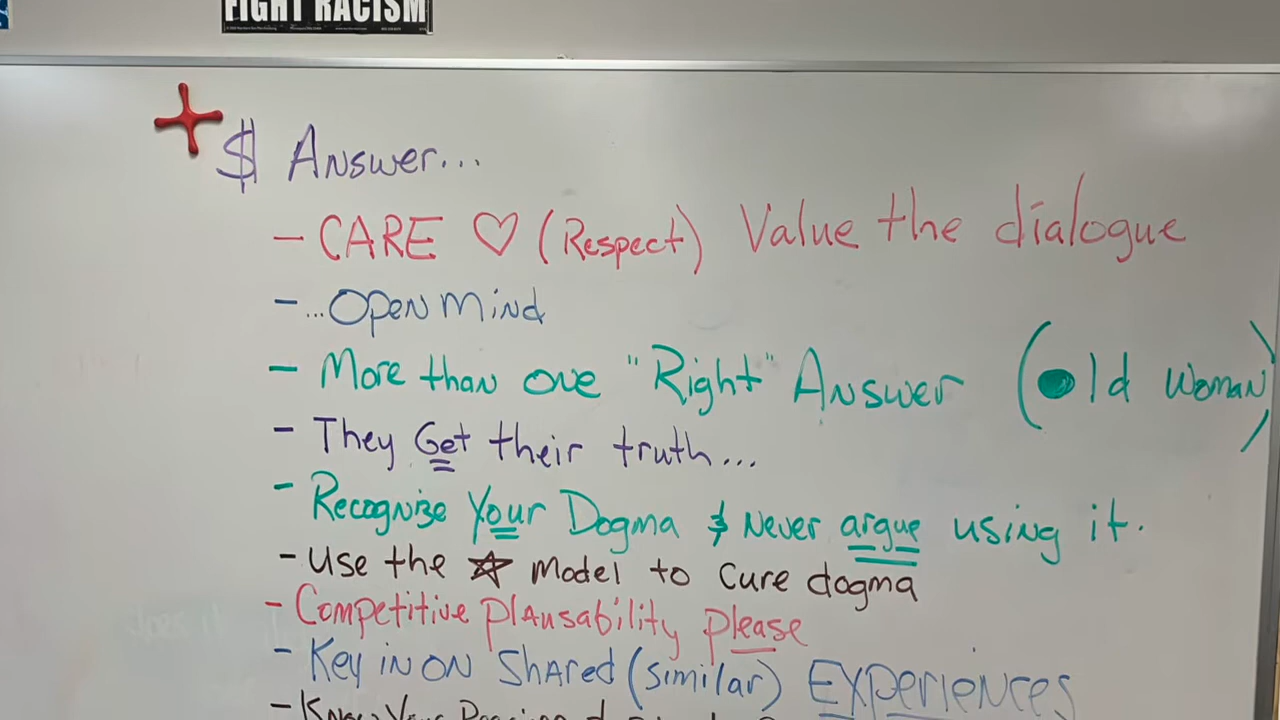 FIGHT RACISM
$ Answer...
- CARE ♡ (Respect) Value the dialogue
- ...Open Mind
- More than one "Right" Answer (Old Woman)
- They Get their truth...
- Recognize Your Dogma & Never argue using it.
- Use the ☆ Model to cure dogma
- Competitive Plausability please
- Key in on Shared (similar) Experiences
- Know Your